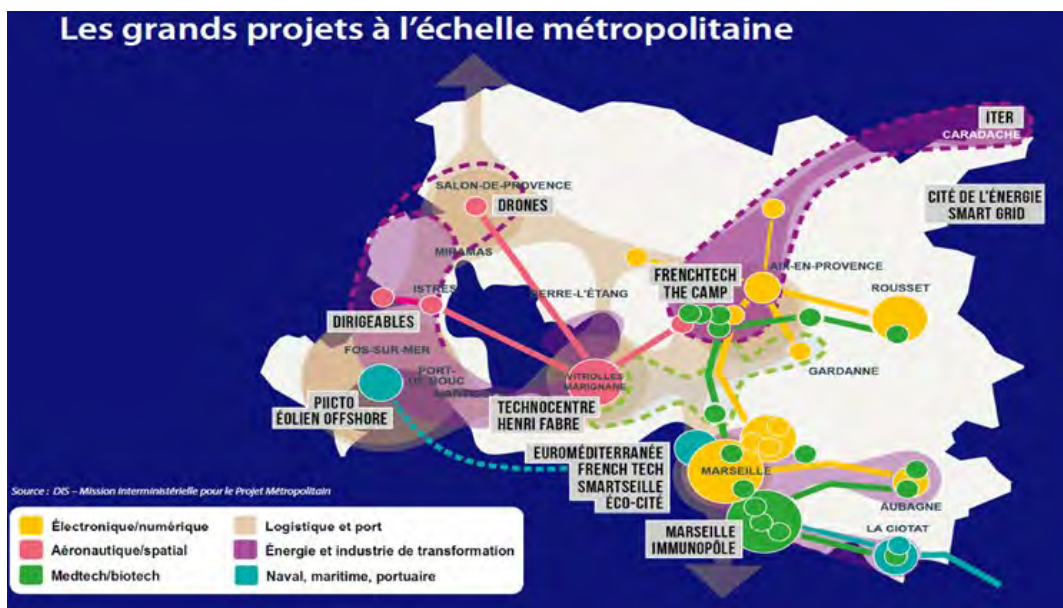 Les grands projets à l'échelle métropolitaine
ITER
CARADACHE
SALON-DE-PROVENCE
DRONES
CITÉ DE L'ÉNERGIE
SMART GRID
MIRAMAS
FRENCHTECH
THE CAMP
AIX-EN-PROVENCE
ISTRES
BERRE-L'ÉTANG
ROUSSET
DIRIGEABLES
FOS-SUR-MER
PORT-
DE-BOUC
GARDANNE
VITROLLES
MARIGNANE
PIICTO
ÉOLIEN OFFSHORE
TECHNOCENTRE
HENRI FABRE
EUROMÉDITERRANÉE
FRENCH TECH
SMARTSEILLE
ÉCO-CITÉ
MARSEILLE
AUBAGNE
LA CIOTAT
MARSEILLE
IMMUNOPÔLE
Source : DIS – Mission Interministérielle pour le Projet Métropolitain
Électronique/numérique
Logistique et port
Aéronautique/spatial
Énergie et industrie de transformation
Medtech/biotech
Naval, maritime, portuaire